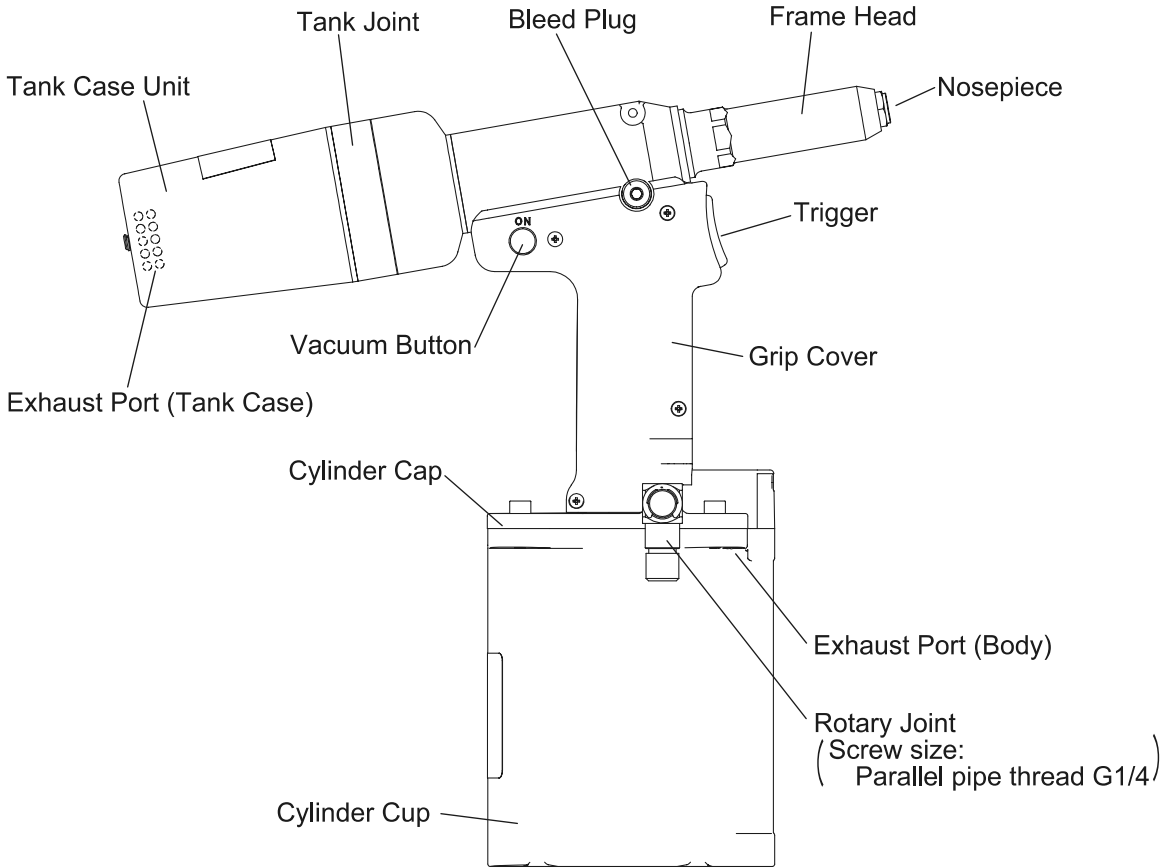 Tank Joint
Bleed Plug
Frame Head
Tank Case Unit
Nosepiece
Trigger
ON
Vacuum Button
Grip Cover
Exhaust Port (Tank Case)
Cylinder Cap
Exhaust Port (Body)
Rotary Joint
(Screw size:
Parallel pipe thread G1/4)
Cylinder Cup